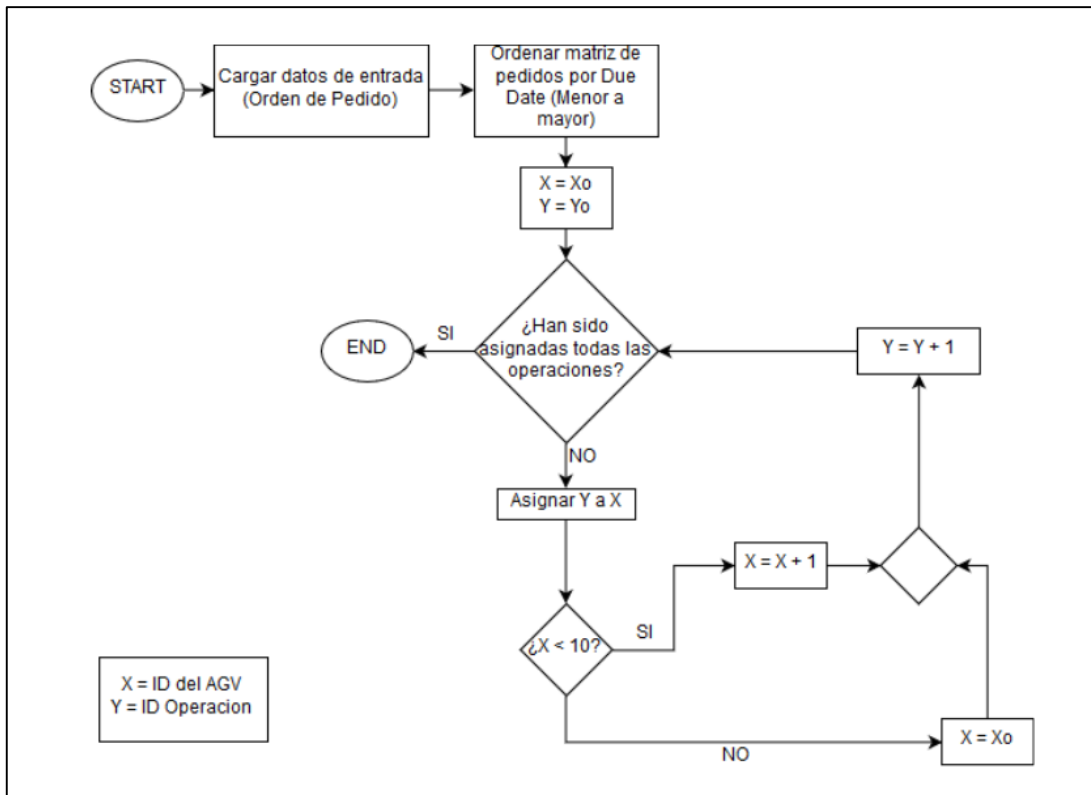 START
Cargar datos de entrada
(Orden de Pedido)
Ordenar matriz de
pedidos por Due
Date (Menor a
mayor)
X = Xo
Y = Yo
¿Han sido
asignadas todas las
operaciones?
SI
END
Y = Y + 1
NO
Asignar Y a X
X = X + 1
¿X < 10?
SI
X = ID del AGV
Y = ID Operacion
NO
X = Xo